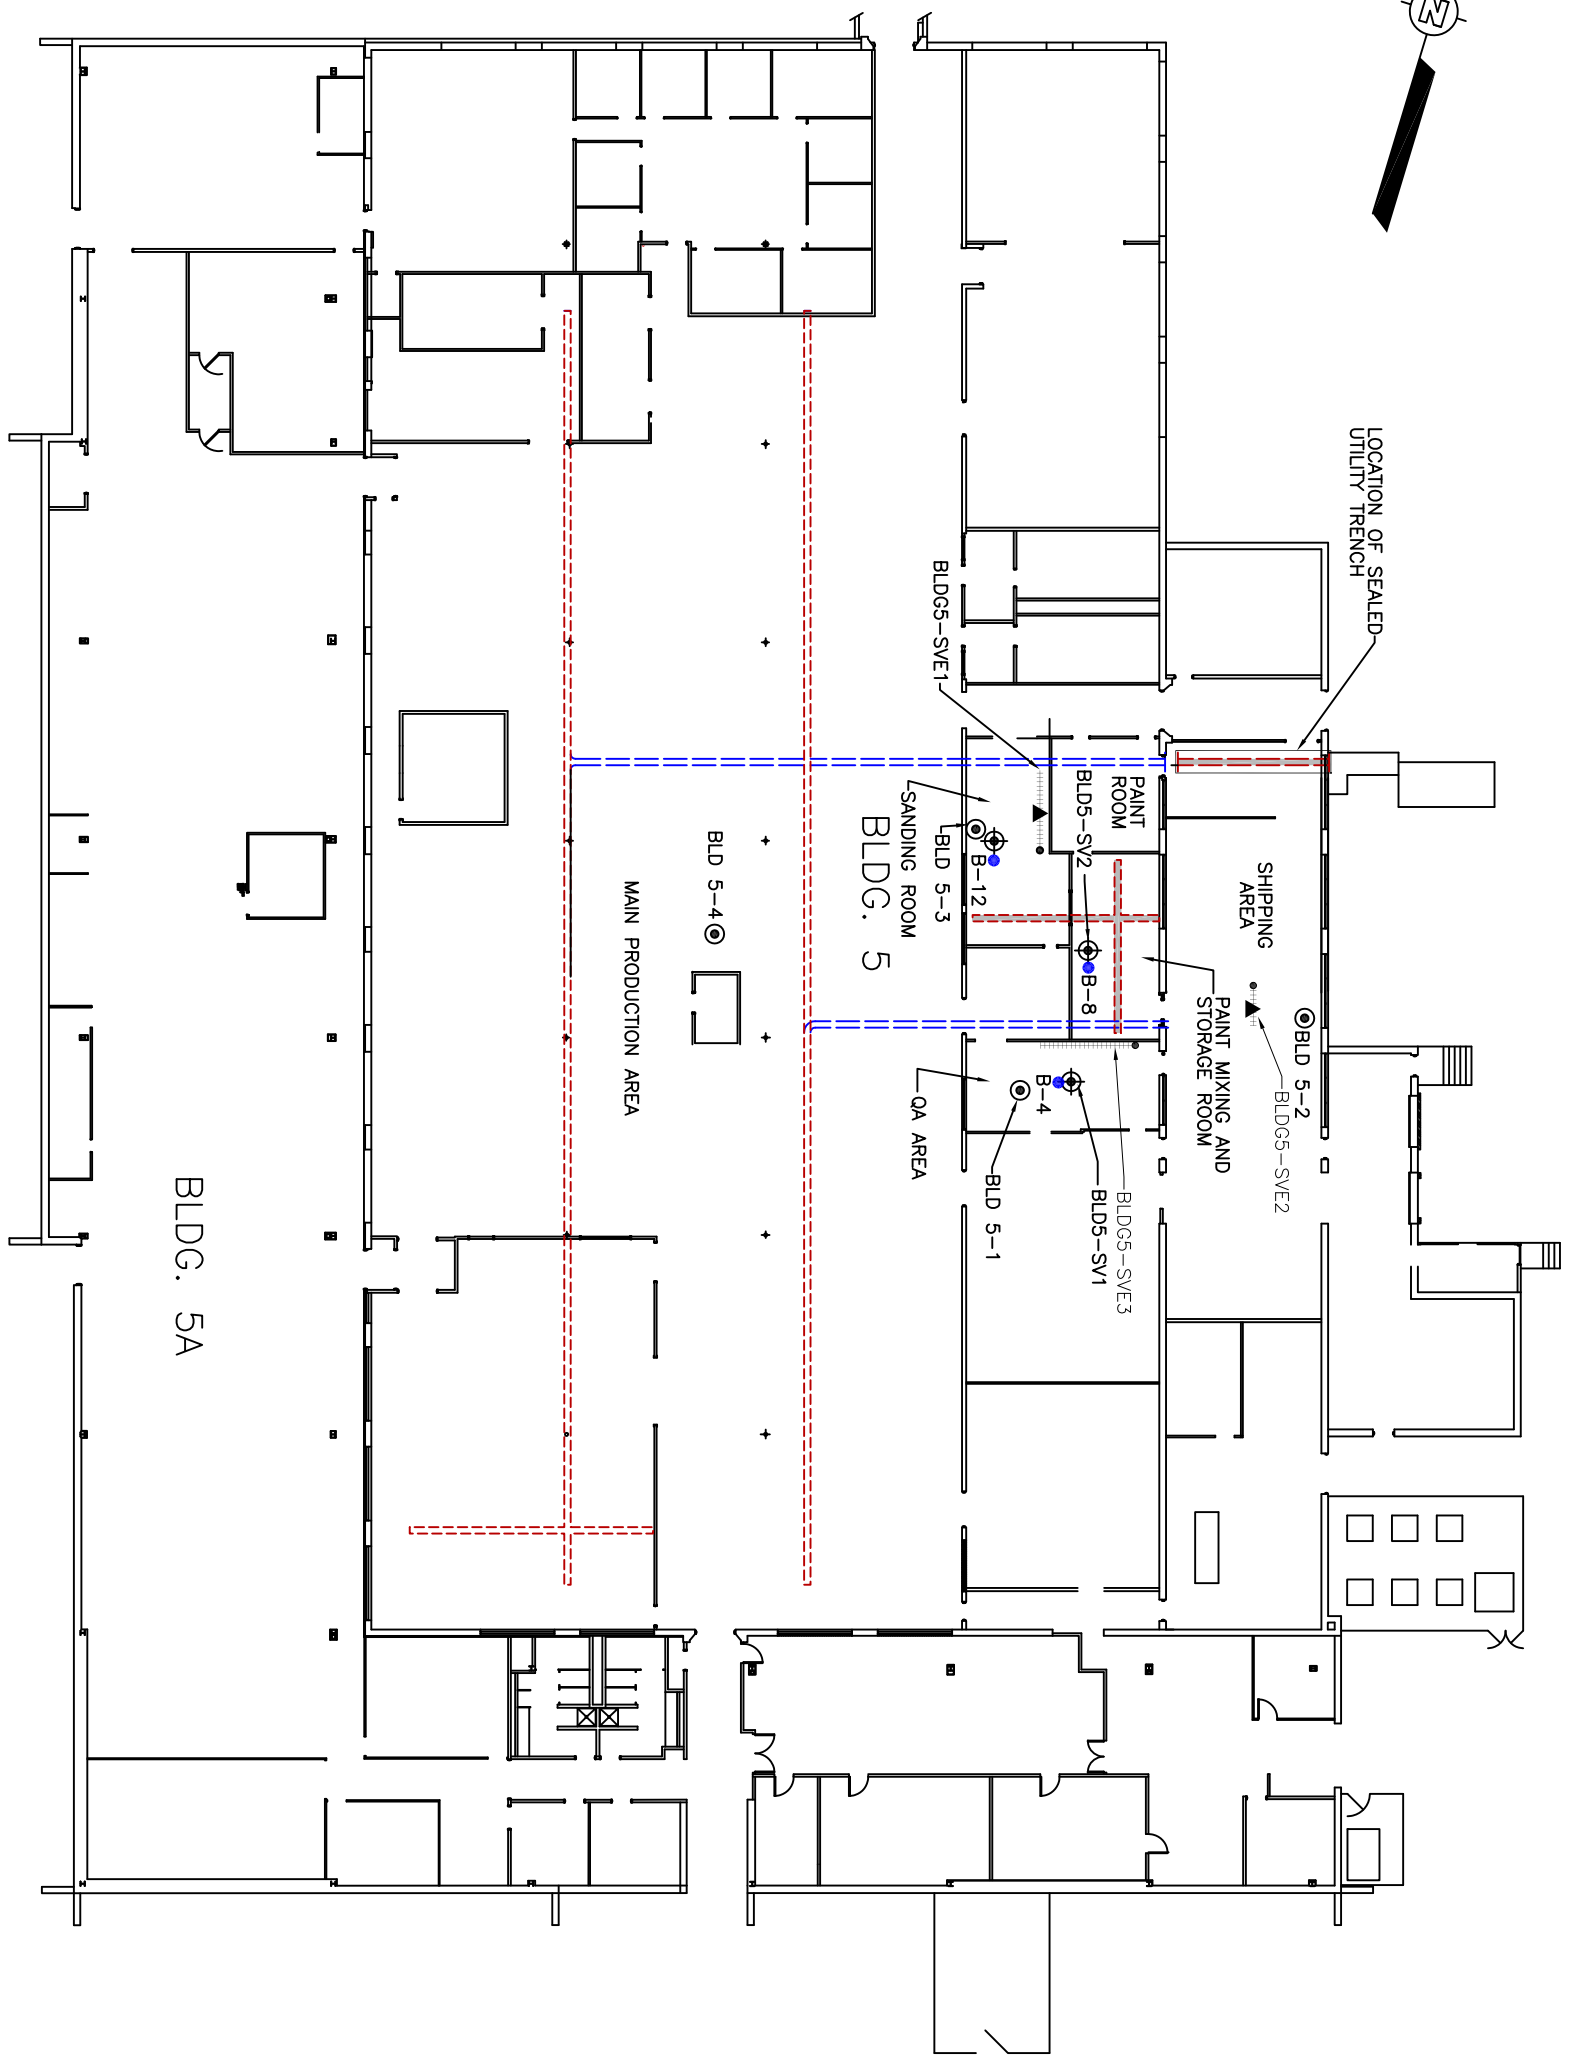 N
LOCATION OF SEALED
UTILITY TRENCH
BLDG5-SVE1
PAINT
ROOM
BLD5-SV2
SANDING ROOM
BLD 5-3
B-12
BLDG. 5
SHIPPING
AREA
B-8
PAINT MIXING AND
STORAGE ROOM
BLD 5-2
BLDG5-SVE2
BLD 5-4
MAIN PRODUCTION AREA
B-4
QA AREA
BLD 5-1
BLD5-SV1
BLDG5-SVE3
BLDG. 5A